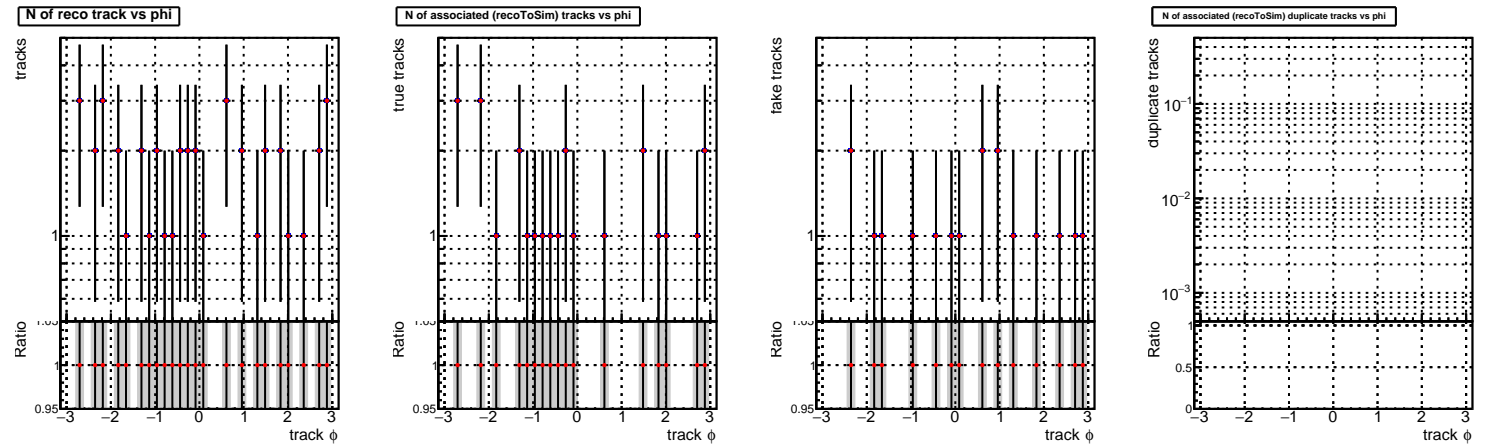 N of reco track vs phi
tracks
1
Ratio
1
0.95
−3 −2 −1 0 1 2 3
track ϕ
N of associated (recoToSim) tracks vs phi
true tracks
1
Ratio
1
0.95
−3 −2 −1 0 1 2 3
track ϕ
fake tracks
1
Ratio
1
0.95
−3 −2 −1 0 1 2 3
track ϕ
N of associated (recoToSim) duplicate tracks vs phi
duplicate tracks
10−1
10−2
10−3
Ratio
1
0.5
0
−3 −2 −1 0 1 2 3
track ϕ